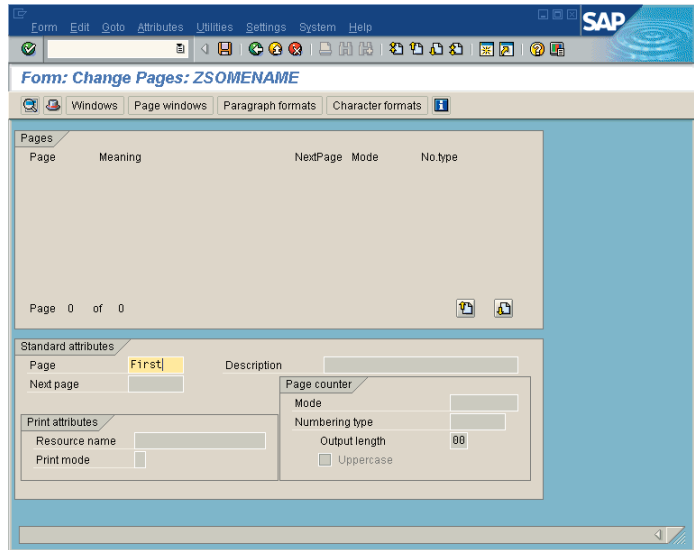 Form Edit Goto Attributes Utilities Settings System Help
SAP
Form: Change Pages: ZSOMENAME
Windows Page windows Paragraph formats Character formats
Pages
Page Meaning NextPage Mode No.type
Page 0 of 0
Standard attributes
Page First Description
Next page
Page counter
Mode
Print attributes
Numbering type
Resource name
Output length 00
Print mode
Uppercase